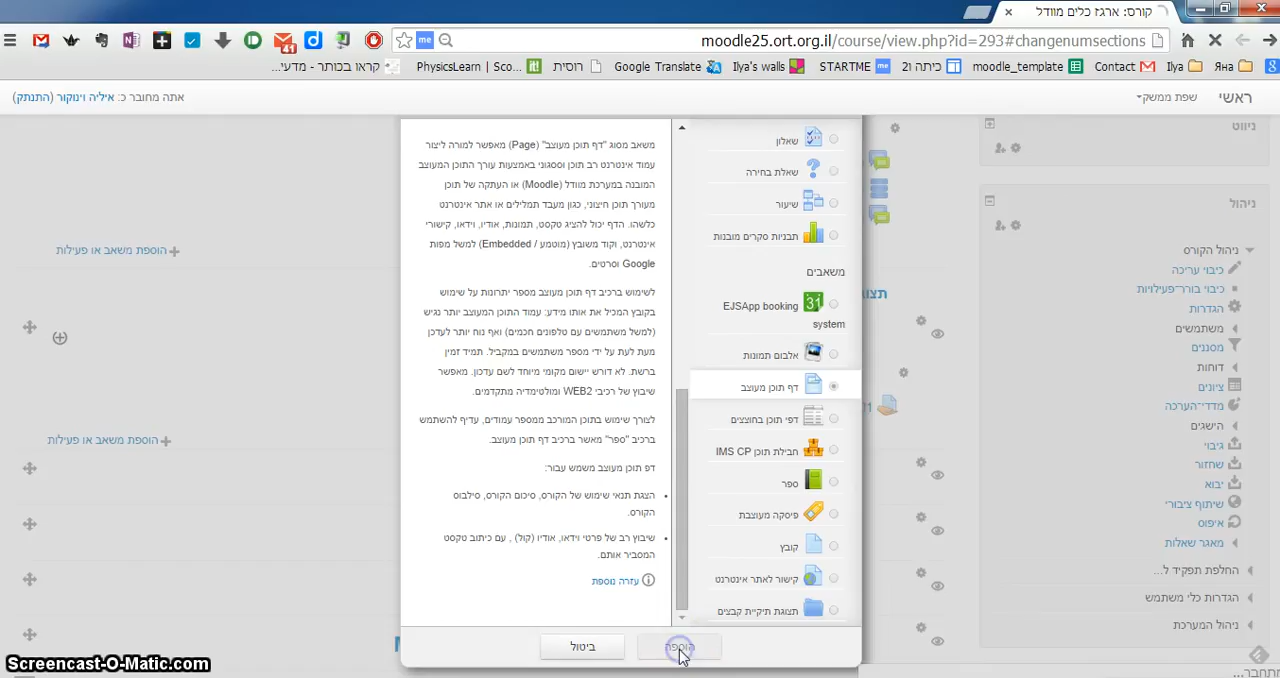 קורס: ארגז כלים מוודל
moodle25.ort.org.il/course/view.php?id=293#changenumsections
41
me
Яна
Ilya
Contact
moodle_template
כיתה ו2
STARTME
Ilya's walls
Google Translate
רוסית
PhysicsLearn | Sco...
קראו בכותר - מדעי...
ראשי
שפת ממשק
אתה מחובר כ: איליה וינוקור (התנתק)
ניווט
ניהול
ניהול הקורס
כיבוי עריכה
כיבוי בורר־פעילויות
הגדרות
משתמשים
מסננים
דוחות
ציונים
מדדי־הערכה
הישגים
גיבוי
שחזור
יבוא
שיתוף ציבורי
איפוס
מאגר שאלות
החלפת תפקיד ל...
הגדרות כלי משתמש
ניהול המערכת
שאלון
שאלת בחירה
שיעור
תבניות סקרים מובנות
משאבים
EJSApp booking
system
אלבום תמונות
דף תוכן מעוצב
דפי תוכן בחוצצים
חבילת תוכן IMS CP
ספר
פיסקה מעוצבת
קובץ
קישור לאתר אינטרנט
תצוגת תיקיית קבצים
משאב מסוג "דף תוכן מעוצב" (Page) מאפשר למורה ליצור
עמוד אינטרנט רב תוכן וססגוני באמצעות עורך התוכן המעוצב
המובנה במערכת מוודל (Moodle) או העתקה של תוכן
מעורך תוכן חיצוני, כגון מעבד תמלילים או אתר אינטרנט
כלשהו. הדף יכול להציג טקסט, תמונות, אודיו, וידאו, קישורי
אינטרנט, וקוד משובץ (מוטמע / Embedded) למשל מפות
Google וסרטים.
לשימוש ברכיב דף תוכן מעוצב מספר יתרונות על שימוש
בקובץ המכיל את אותו מידע: עמוד התוכן המעוצב יותר נגיש
(למשל משתמשים עם טלפונים חכמים) ואף נוח יותר לעדכן
מעת לעת על ידי מספר משתמשים במקביל. תמיד זמין
ברשת. לא דורש יישום מקומי מיוחד לשם עדכון. מאפשר
שיבוץ של רכיבי WEB2 ומולטימדיה מתקדמים.
לצורך שימוש בתוכן המורכב ממספר עמודים, עדיף להשתמש
ברכיב "ספר" מאשר ברכיב דף תוכן מעוצב.
דפ תוכן מעוצב משמש עבור:
הצגת תנאי שימוש של הקורס, סיכום הקורס, סילבוס
הקורס.
שיבוץ רב של פרטי וידאו, אודיו (קול) , עם כיתוב טקסט
המסביר אותם.
עזרה נוספת
הוספה
ביטול
הוספת משאב או פעילות
הוספת משאב או פעילות
Screencast-O-Matic.com